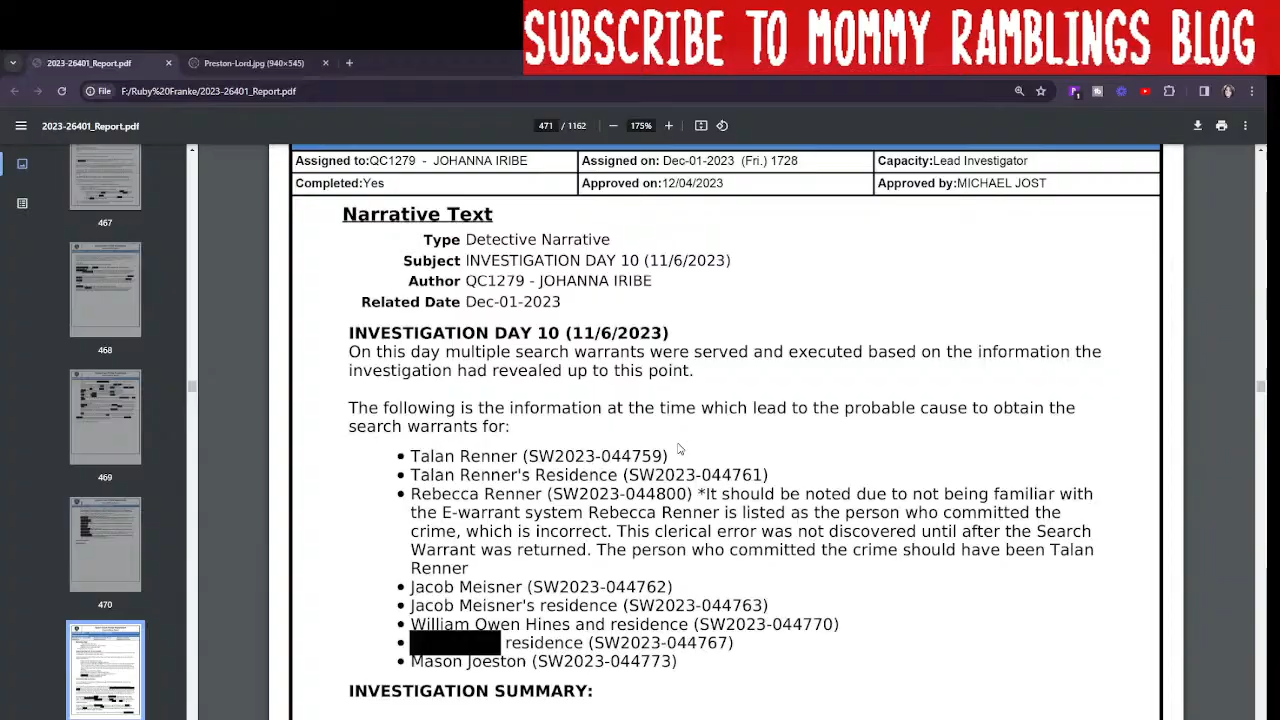 SUBSCRIBE TO MOMMY RAMBLINGS BLOG
2023-26401_Report.pdf
Preston-Lord.jpg (940×545)
File
F:/Ruby%20Franke/2023-26401_Report.pdf
2023-26401_Report.pdf
471 / 1162
175%
Assigned to:QC1279 - JOHANNA IRIBE
Assigned on: Dec-01-2023 (Fri.) 1728
Capacity:Lead Investigator
Completed:Yes
Approved on:12/04/2023
Approved by:MICHAEL JOST
467
468
469
470
Narrative Text
Type Detective Narrative
Subject INVESTIGATION DAY 10 (11/6/2023)
Author QC1279 - JOHANNA IRIBE
Related Date Dec-01-2023
INVESTIGATION DAY 10 (11/6/2023)
On this day multiple search warrants were served and executed based on the information the
investigation had revealed up to this point.
The following is the information at the time which lead to the probable cause to obtain the
search warrants for:
• Talan Renner (SW2023-044759)
• Talan Renner's Residence (SW2023-044761)
• Rebecca Renner (SW2023-044800) *It should be noted due to not being familiar with
the E-warrant system Rebecca Renner is listed as the person who committed the
crime, which is incorrect. This clerical error was not discovered until after the Search
Warrant was returned. The person who committed the crime should have been Talan
Renner
• Jacob Meisner (SW2023-044762)
• Jacob Meisner's residence (SW2023-044763)
• William Owen Hines and residence (SW2023-044770)
• residence (SW2023-044767)
• Mason Joeston (SW2023-044773)
INVESTIGATION SUMMARY: